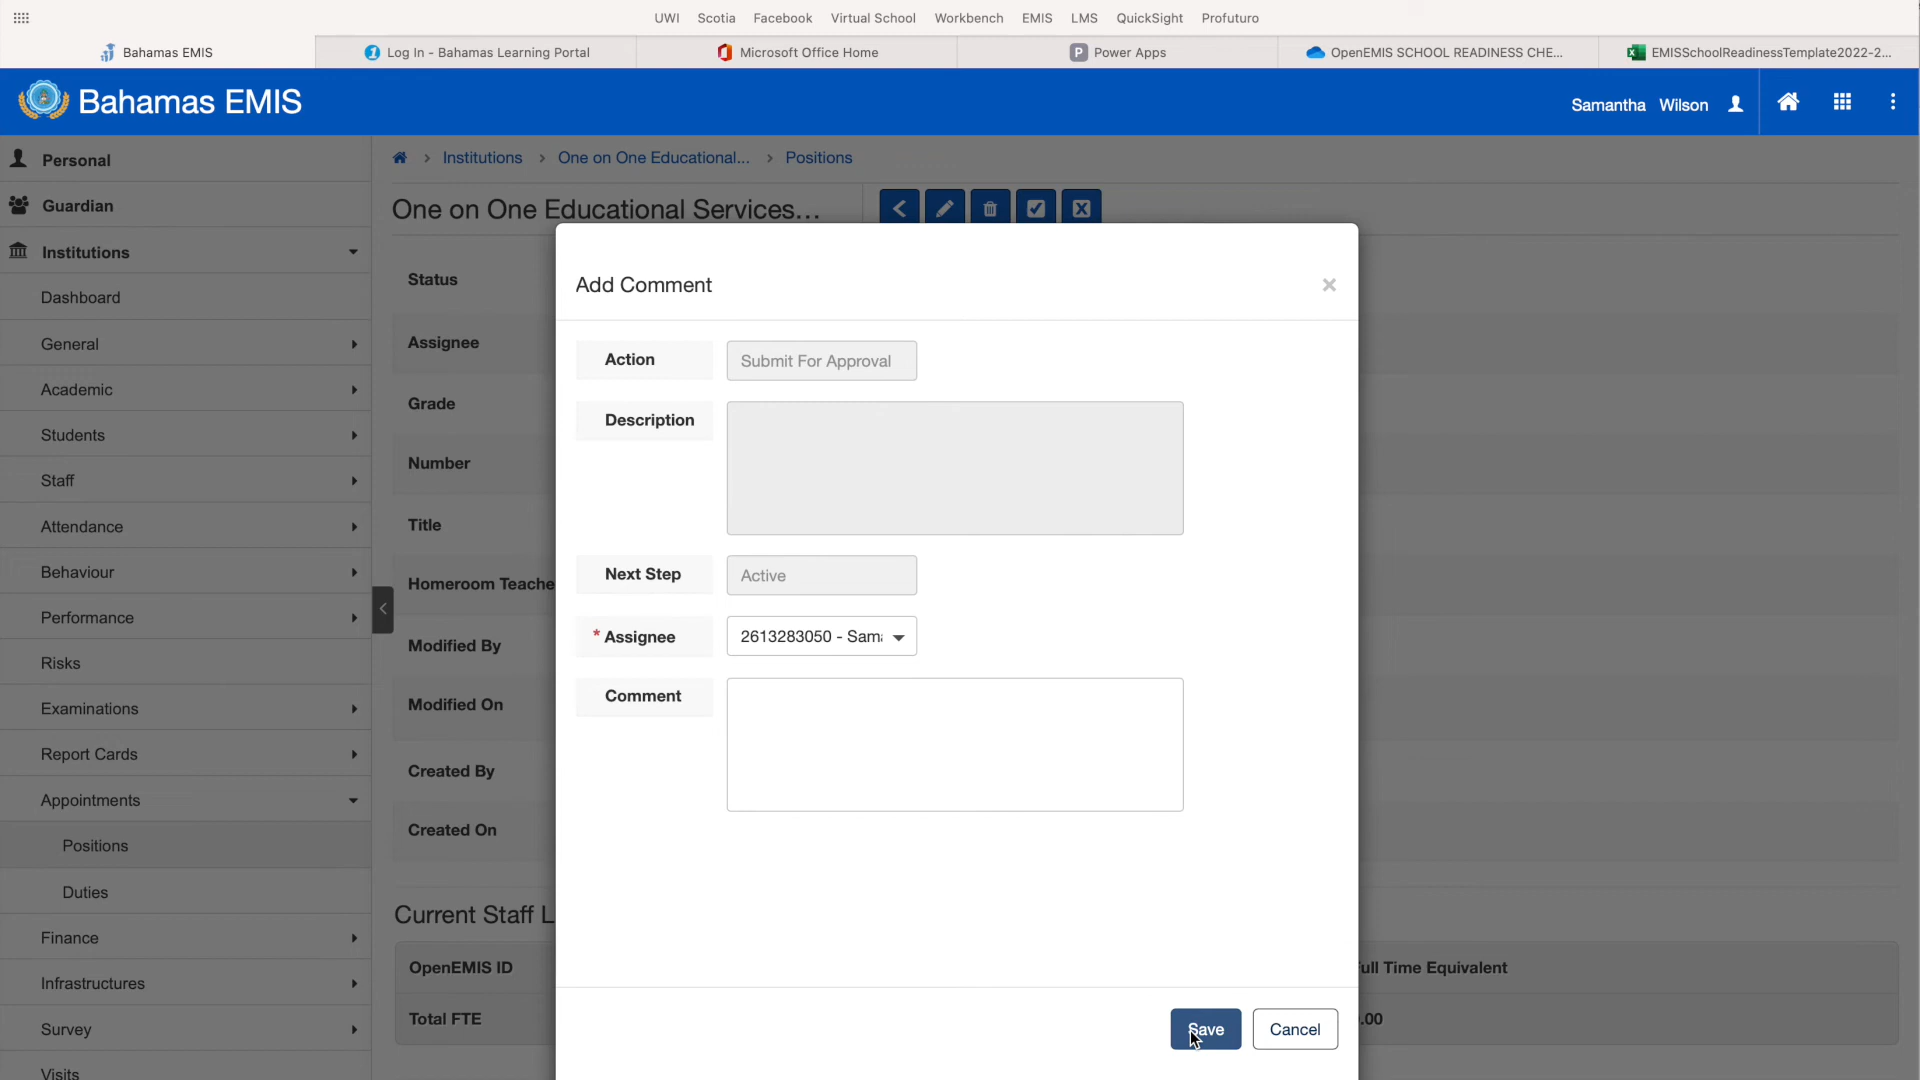 UWI Scotia Facebook Virtual School Workbench EMIS LMS QuickSight Profuturo
Bahamas EMIS
Log In - Bahamas Learning Portal
Microsoft Office Home
Power Apps
OpenEMIS SCHOOL READINESS CHE...
EMISSchoolReadinessTemplate2022-2...
Bahamas EMIS
Samantha Wilson
Personal
Guardian
Institutions
Dashboard
General
Academic
Students
Staff
Attendance
Behaviour
Performance
Risks
Examinations
Report Cards
Appointments
Positions
Duties
Finance
Infrastructures
Survey
Visits
Institutions > One on One Educational... > Positions
One on One Educational Services...
Status
Assignee
Grade
Number
Title
Homeroom Teache
Modified By
Modified On
Created By
Created On
Current Staff L
OpenEMIS ID
Full Time Equivalent
Total FTE
.00
Add Comment
×
Action
Submit For Approval
Description
Next Step
Active
* Assignee
2613283050 - Sam
Comment
Save
Cancel